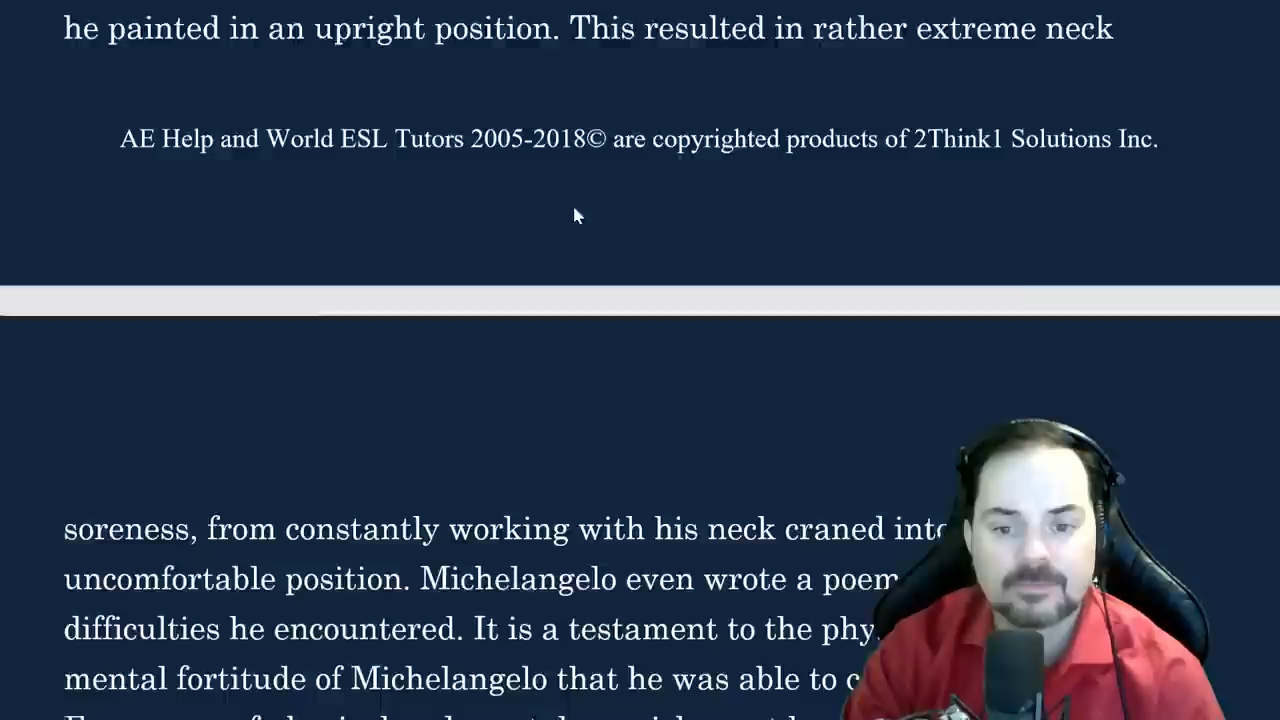 he painted in an upright position. This resulted in rather extreme neck
AE Help and World ESL Tutors 2005-2018© are copyrighted products of 2Think1 Solutions Inc.
soreness, from constantly working with his neck craned into
uncomfortable position. Michelangelo even wrote a poem
difficulties he encountered. It is a testament to the
mental fortitude of Michelangelo that he was able to